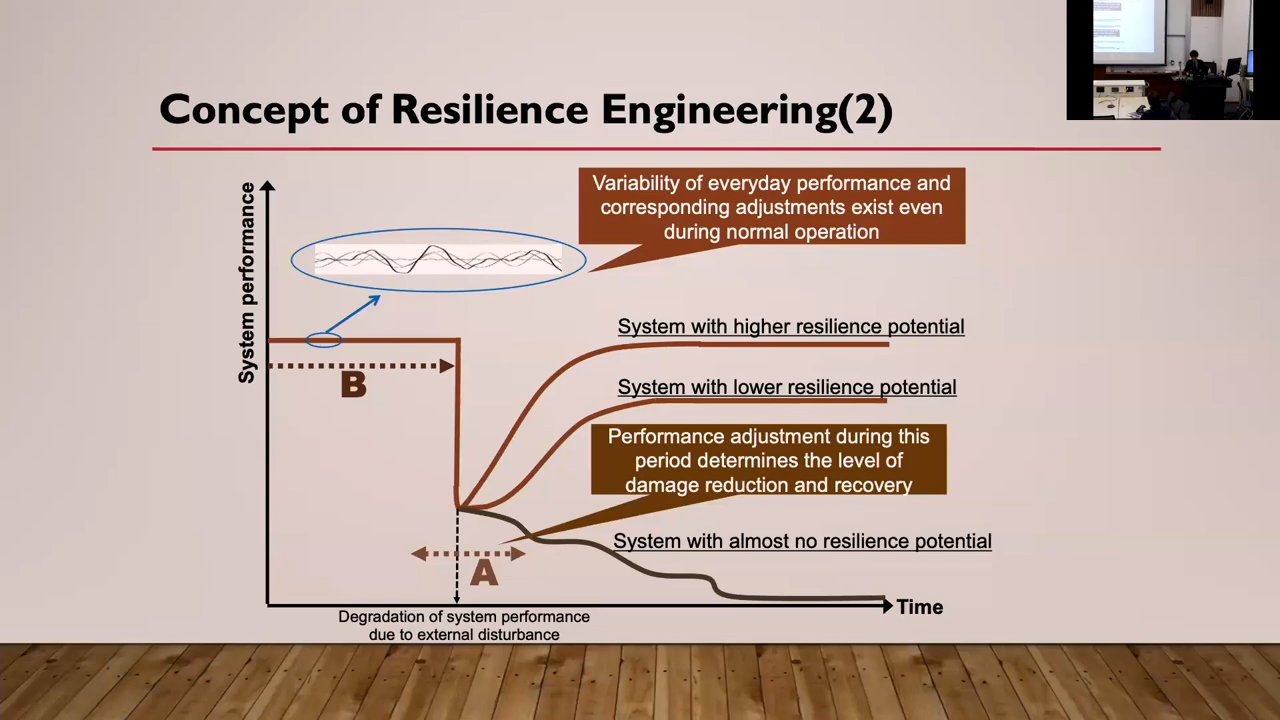 Concept of Resilience Engineering(2)
System performance
Variability of everyday performance and
corresponding adjustments exist even
during normal operation
System with higher resilience potential
B
System with lower resilience potential
Performance adjustment during this
period determines the level of
damage reduction and recovery
System with almost no resilience potential
A
Time
Degradation of system performance
due to external disturbance